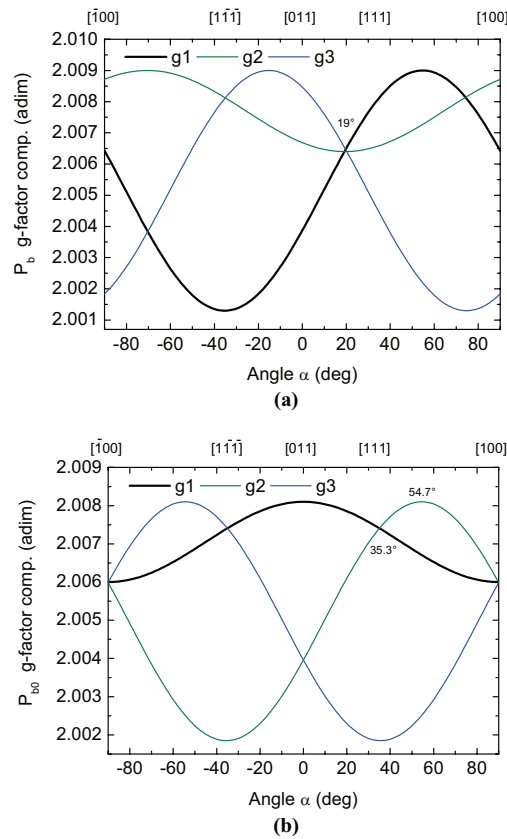 [1̄00] [11̄1̄] [011] [111] [100]
2.010
2.009
2.008
2.007
2.006
2.005
2.004
2.003
2.002
2.001
P_b g-factor comp. (adim)
g1 g2 g3
19°
-80 -60 -40 -20 0 20 40 60 80
Angle α (deg)
(a)
[1̄00] [11̄1̄] [011] [111] [100]
2.009
2.008
2.007
2.006
2.005
2.004
2.003
2.002
P_b0 g-factor comp. (adim)
g1 g2 g3
54.7°
35.3°
-80 -60 -40 -20 0 20 40 60 80
Angle α (deg)
(b)